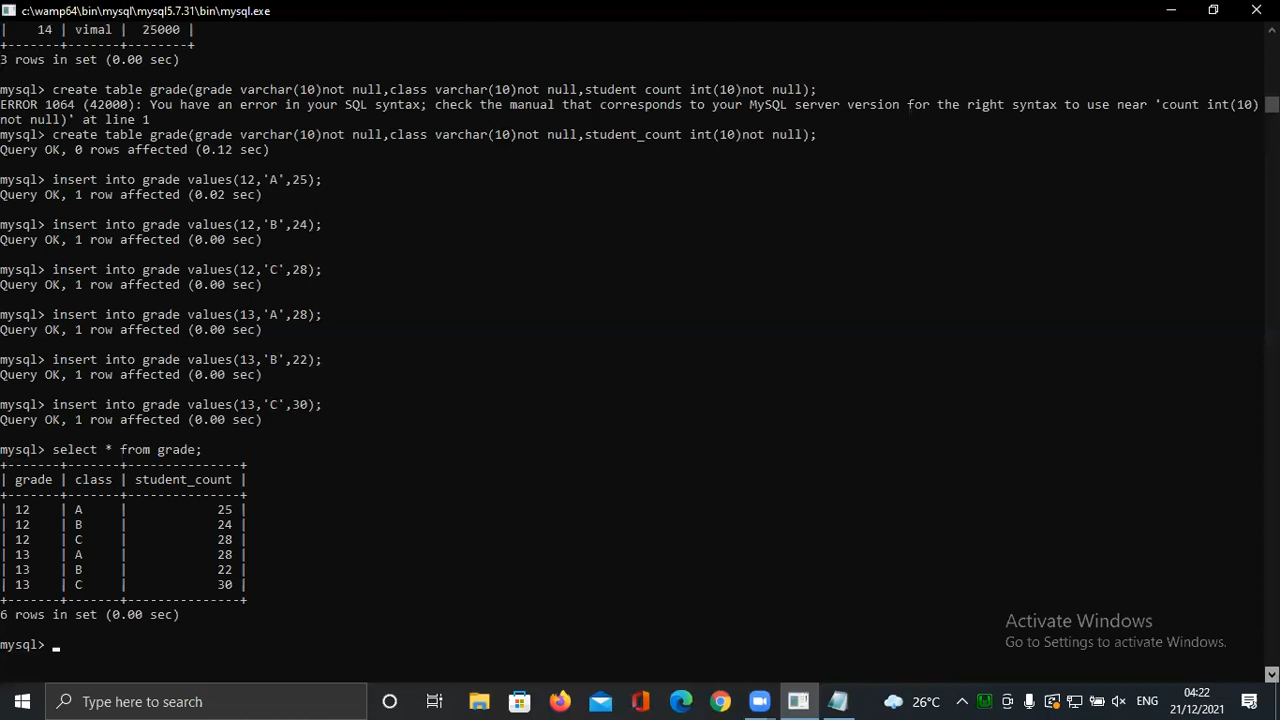 c:\wamp64\bin\mysql\mysql5.7.31\bin\mysql.exe
|    14 | vimal |  25000 |
+-------+-------+--------+
3 rows in set (0.00 sec)
mysql> create table grade(grade varchar(10)not null,class varchar(10)not null,student count int(10)not null);
ERROR 1064 (42000): You have an error in your SQL syntax; check the manual that corresponds to your MySQL server version for the right syntax to use near 'count int(10)
not null)' at line 1
mysql> create table grade(grade varchar(10)not null,class varchar(10)not null,student_count int(10)not null);
Query OK, 0 rows affected (0.12 sec)
mysql> insert into grade values(12,'A',25);
Query OK, 1 row affected (0.02 sec)
mysql> insert into grade values(12,'B',24);
Query OK, 1 row affected (0.00 sec)
mysql> insert into grade values(12,'C',28);
Query OK, 1 row affected (0.00 sec)
mysql> insert into grade values(13,'A',28);
Query OK, 1 row affected (0.00 sec)
mysql> insert into grade values(13,'B',22);
Query OK, 1 row affected (0.00 sec)
mysql> insert into grade values(13,'C',30);
Query OK, 1 row affected (0.00 sec)
mysql> select * from grade;
+-------+-------+---------------+
| grade | class | student_count |
+-------+-------+---------------+
| 12    | A     |            25 |
| 12    | B     |            24 |
| 12    | C     |            28 |
| 13    | A     |            28 |
| 13    | B     |            22 |
| 13    | C     |            30 |
+-------+-------+---------------+
6 rows in set (0.00 sec)
mysql> _
Activate Windows
Go to Settings to activate Windows.
Type here to search
26°C
ENG
04:22
21/12/2021